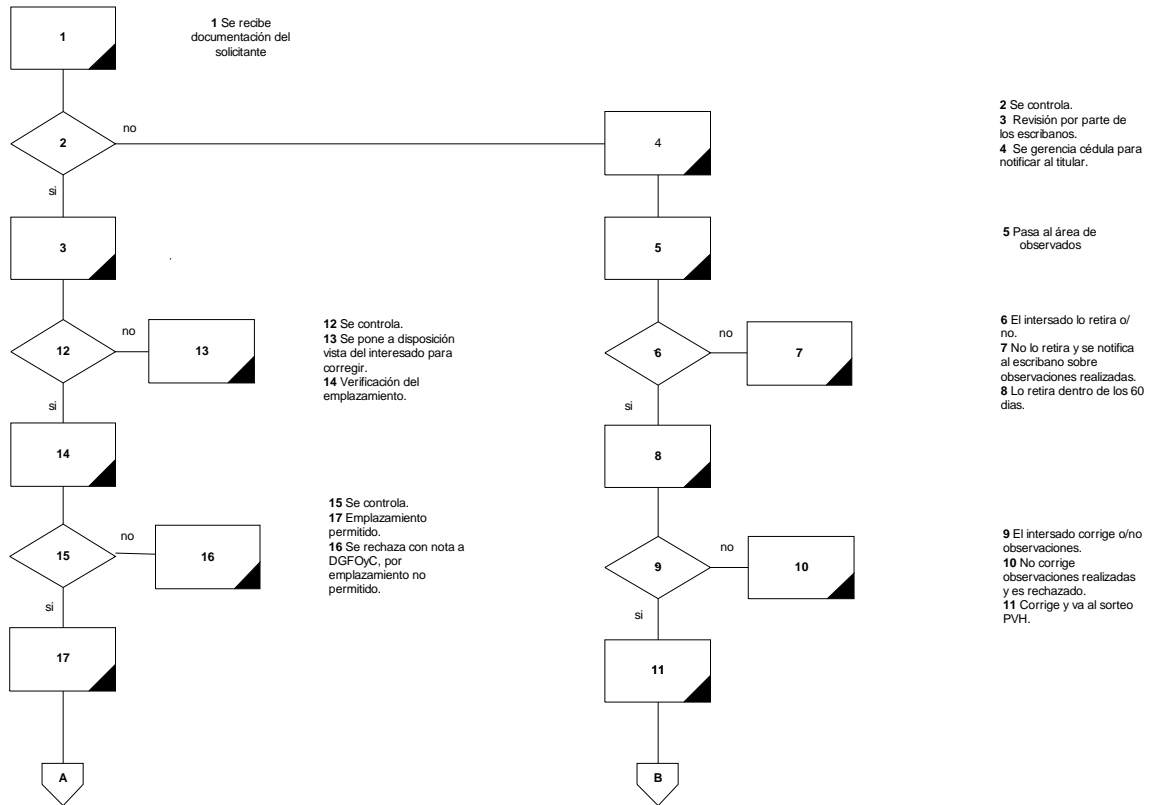 1
1 Se recibe
documentación del
solicitante
2
no
si
4
2 Se controla.
3 Revisión por parte de
los escribanos.
4 Se gerencia cédula para
notificar al titular.
3
.
5
5 Pasa al área de
observados
12
no
13
si
12 Se controla.
13 Se pone a disposición
vista del interesado para
corregir.
14 Verificación del
emplazamiento.
6
no
7
si
6 El intersado lo retira o/
no.
7 No lo retira y se notifica
al escribano sobre
observaciones realizadas.
8 Lo retira dentro de los 60
dias.
14
8
15
no
16
si
15 Se controla.
17 Emplazamiento
permitido.
16 Se rechaza con nota a
DGFOyC, por
emplazamiento no
permitido.
9
no
10
si
9 El intersado corrige o/no
observaciones.
10 No corrige
observaciones realizadas
y es rechazado.
11 Corrige y va al sorteo
PVH.
17
11
A
B